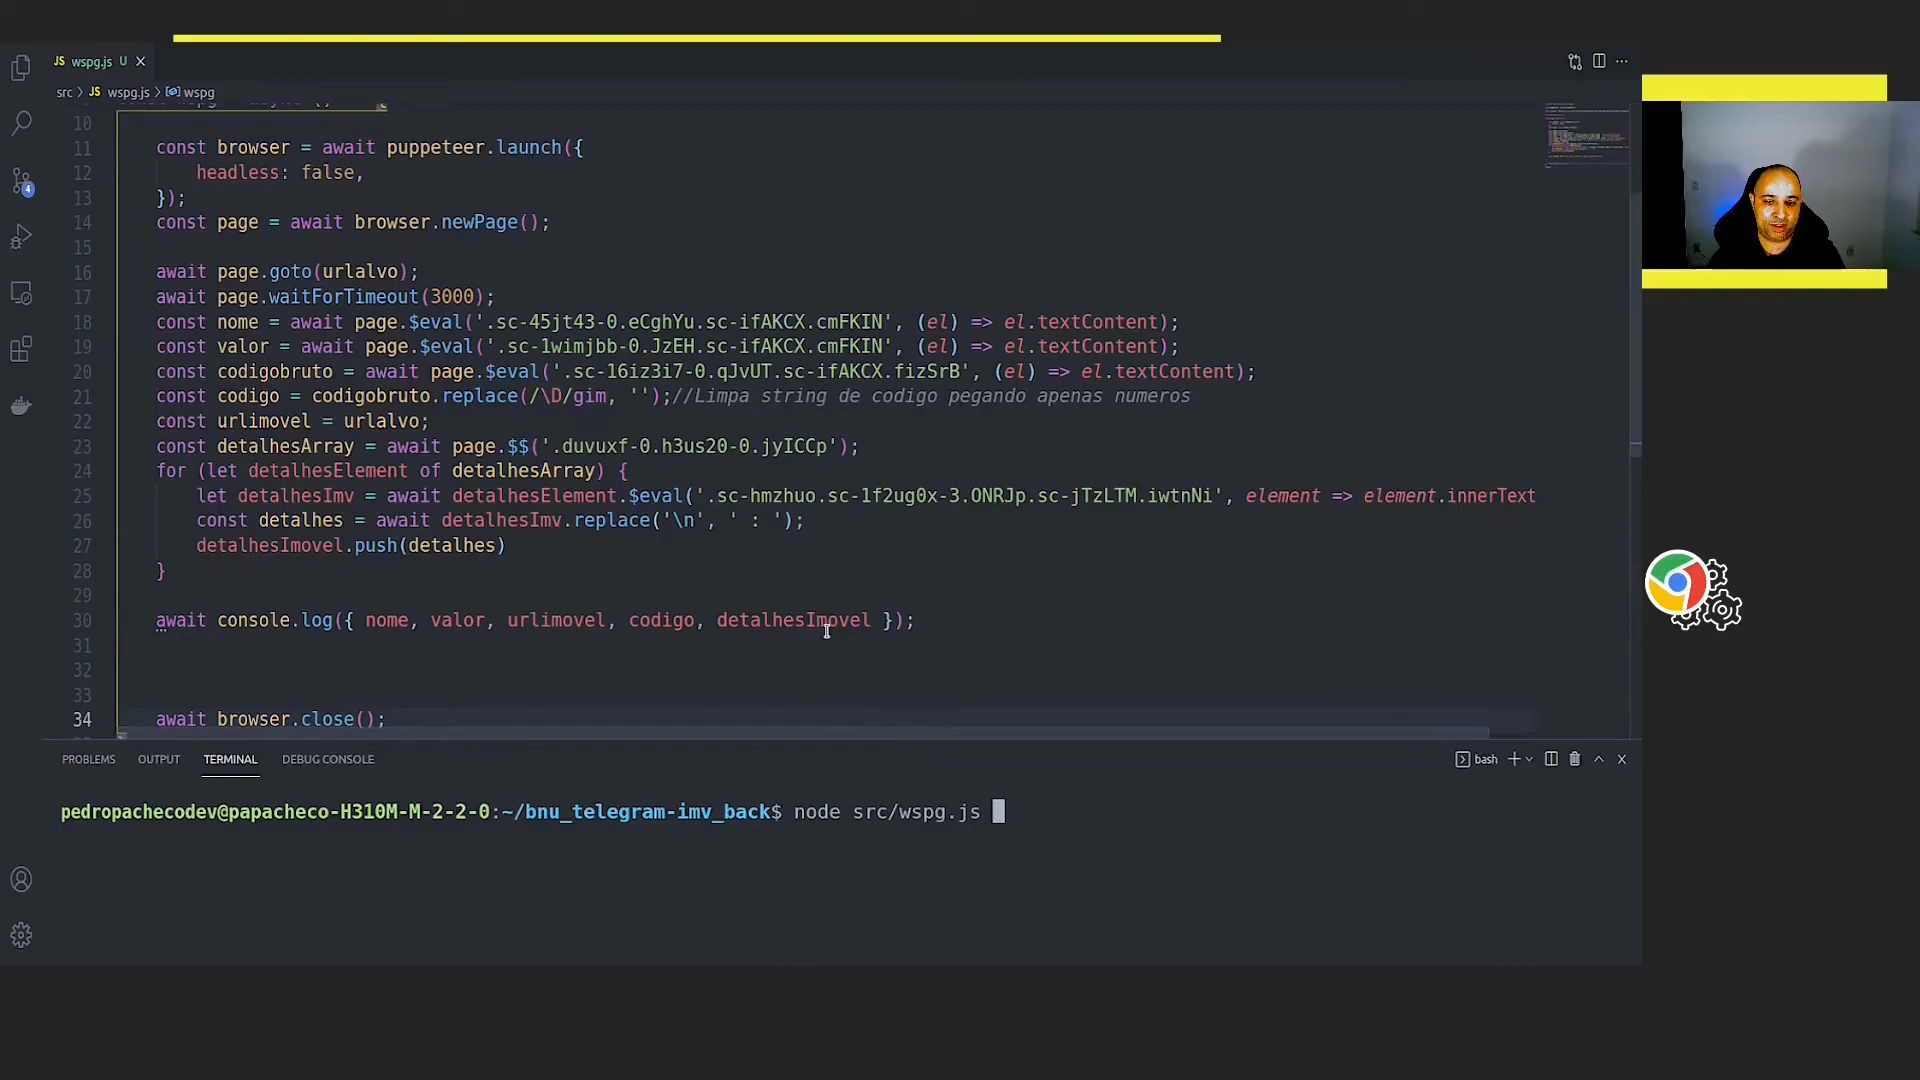 JS wspg.js U
src > JS wspg.js > wspg
10
11 const browser = await puppeteer.launch({
12 headless: false,
13 });
14 const page = await browser.newPage();
15
16 await page.goto(urlalvo);
17 await page.waitForTimeout(3000);
18 const nome = await page.$eval('.sc-45jt43-0.eCghYu.sc-ifAKCX.cmFKIN', (el) => el.textContent);
19 const valor = await page.$eval('.sc-1wimjbb-0.JzEH.sc-ifAKCX.cmFKIN', (el) => el.textContent);
20 const codigobruto = await page.$eval('.sc-16iz3i7-0.qJvUT.sc-ifAKCX.fizSrB', (el) => el.textContent);
21 const codigo = codigobruto.replace(/\D/gim, '');//Limpa string de codigo pegando apenas numeros
22 const urlimovel = urlalvo;
23 const detalhesArray = await page.$$('.duvuxf-0.h3us20-0.jyICCp');
24 for (let detalhesElement of detalhesArray) {
25 let detalhesImv = await detalhesElement.$eval('.sc-hmzhuo.sc-1f2ug0x-3.ONRJp.sc-jTzLTM.iwtnNi', element => element.innerText
26 const detalhes = await detalhesImv.replace('\n', ' : ');
27 detalhesImovel.push(detalhes)
28 }
29
30 await console.log({ nome, valor, urlimovel, codigo, detalhesImovel });
31
32
33
34 await browser.close();
4
PROBLEMS OUTPUT TERMINAL DEBUG CONSOLE bash
pedropachecodev@papacheco-H310M-M-2-2-0:~/bnu_telegram-imv_back$ node src/wspg.js